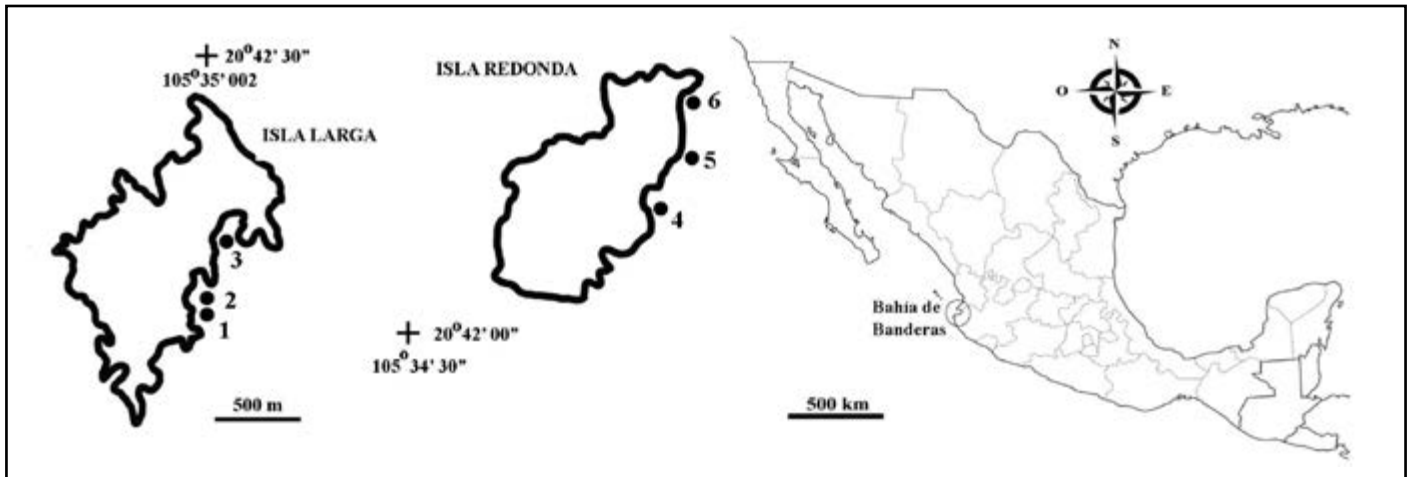 20° 42' 30"
105° 35' 002
ISLA LARGA
3
2
1
500 m
ISLA REDONDA
6
5
4
20° 42' 00"
105° 34' 30"
N
O
E
S
Bahía de
Banderas
500 km